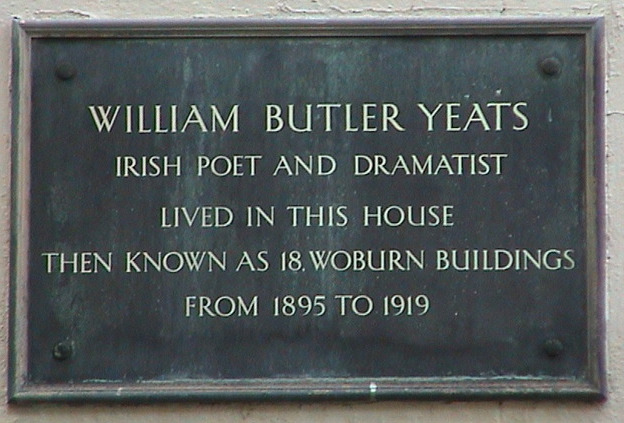 WILLIAM BUTLER YEATS
IRISH POET AND DRAMATIST
LIVED IN THIS HOUSE
THEN KNOWN AS 18. WOBURN BUILDINGS
FROM 1895 TO 1919